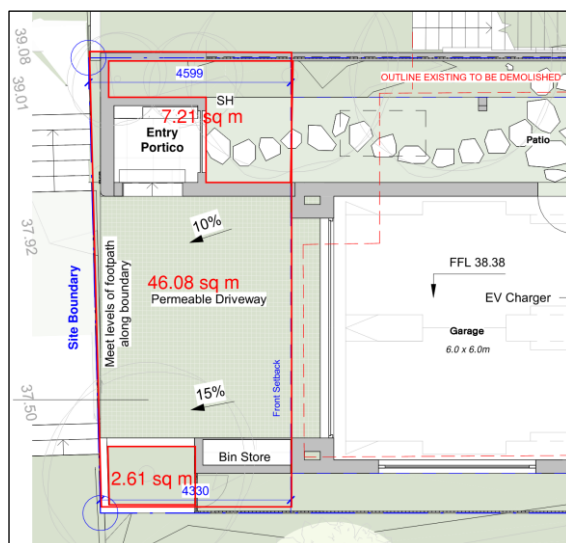 39.08
39.01
4599
OUTLINE EXISTING TO BE DEMOLISHED
SH
7.21 sq m
Entry
Portico
Patio
37.92
10%
FFL 38.38
46.08 sq m
Permeable Driveway
EV Charger
Site Boundary
Meet levels of footpath
along boundary
Garage
6.0 x 6.0m
Front Setback
15%
37.50
Bin Store
2.61 sq m
4330